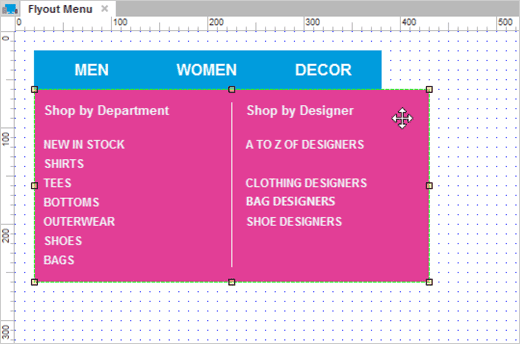 Flyout Menu
0 100 200 300 400 500
MEN WOMEN DECOR
Shop by Department
NEW IN STOCK
SHIRTS
TEES
BOTTOMS
OUTERWEAR
SHOES
BAGS
Shop by Designer
A TO Z OF DESIGNERS
CLOTHING DESIGNERS
BAG DESIGNERS
SHOE DESIGNERS
0
100
200
300